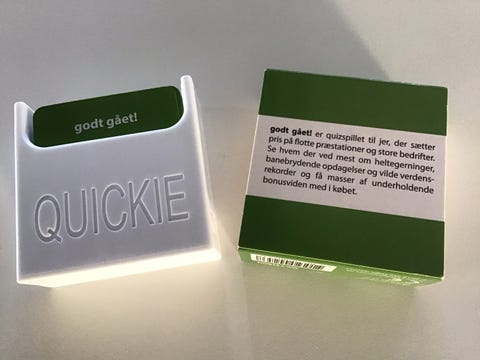 godt gået!
QUICKIE
godt gået! er quizspillet til jer, der sætter
pris på flotte præstationer og store bedrifter.
Se hvem der ved mest om heltegerninger,
banebrydende opdagelser og vilde verdens-
rekorder og få masser af underholdende
bonusviden med i købet.